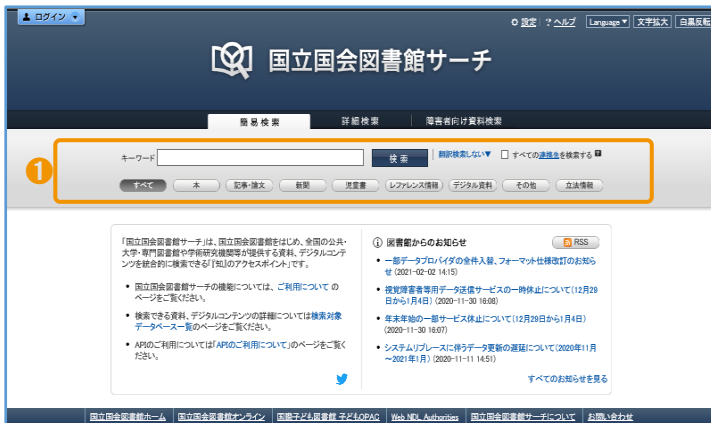 ログイン ▼
設定 ? ヘルプ Language▼ 文字拡大 白黒反転
国立国会図書館サーチ
簡易検索 詳細検索 障害者向け資料検索
1
キーワード 検索 翻訳検索しない▼ すべての連携先を検索する ?
すべて 本 記事・論文 新聞 児童書 レファレンス情報 デジタル資料 その他 立法情報
「国立国会図書館サーチ」は、国立国会図書館をはじめ、全国の公共・
大学・専門図書館や学術研究機関等が提供する資料、デジタルコンテ
ンツを統合的に検索できる「『知』のアクセスポイント」です。
• 国立国会図書館サーチの機能については、ご利用について の
ページをご覧ください。
• 検索できる資料、デジタルコンテンツの詳細については検索対象
データベース一覧のページをご覧ください。
• APIのご利用については「APIのご利用について」のページをご覧く
ださい。
i 図書館からのお知らせ RSS
• 一部データプロバイダの全件入替、フォーマット仕様改訂のお知ら
せ (2021-02-02 14:15)
• 視覚障害者等用データ送信サービスの一時休止について(12月29
日から1月4日) (2020-11-30 16:08)
• 年末年始の一部サービス休止について(12月29日から1月4日)
(2020-11-30 16:07)
• システムリプレースに伴うデータ更新の遅延について(2020年11月
~2021年1月) (2020-11-11 14:51)
すべてのお知らせを見る
国立国会図書館ホーム 国立国会図書館オンライン 国際子ども図書館 子どもOPAC Web NDL Authorities 国立国会図書館サーチについて お問い合わせ